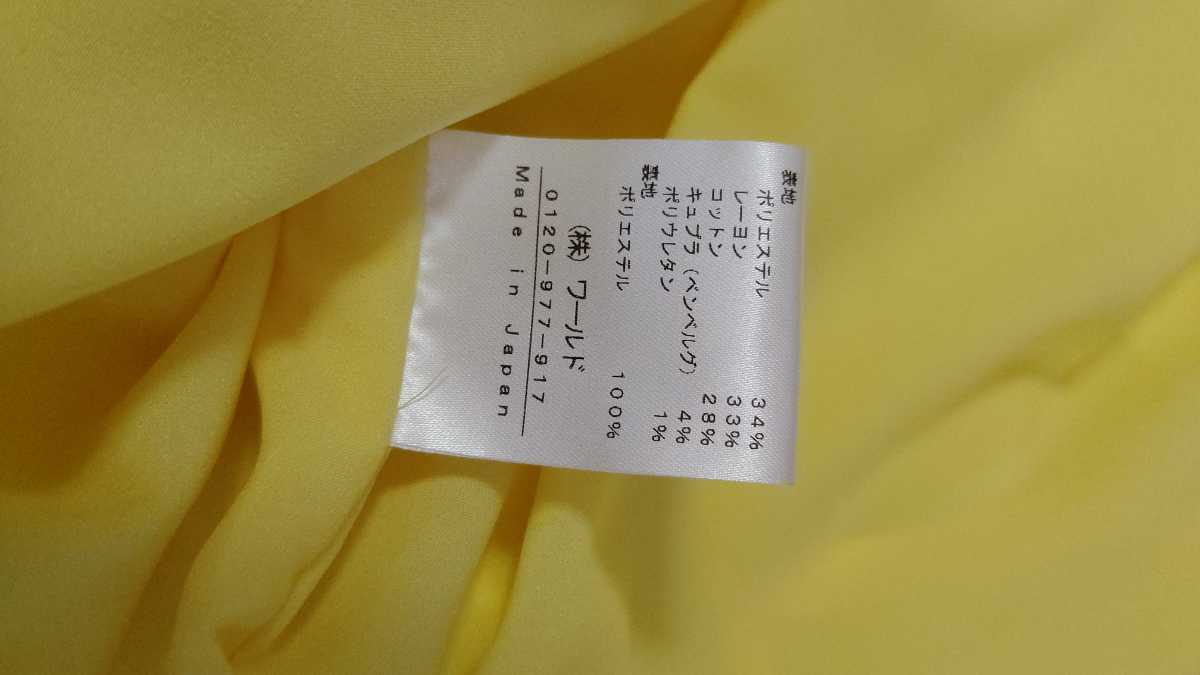 表地
ポリエステル 34%
レーヨン 33%
コットン 28%
キュプラ(ベンベルグ) 4%
ポリウレタン 1%
裏地
ポリエステル 100%
(株)ワールド
0120-977-917
Made in Japan